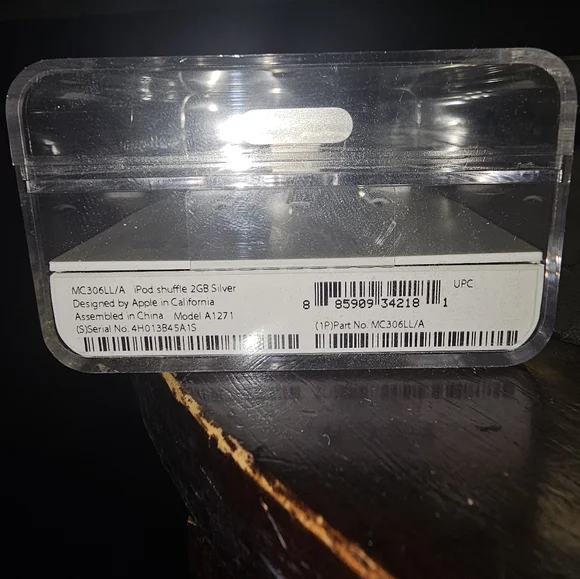 MC306LL/A iPod shuffle 2GB Silver
Designed by Apple in California
Assembled in China Model A1271
(S)Serial No. 4H013B45A1S
UPC
8 85909 34218 1
(1P)Part No. MC306LL/A